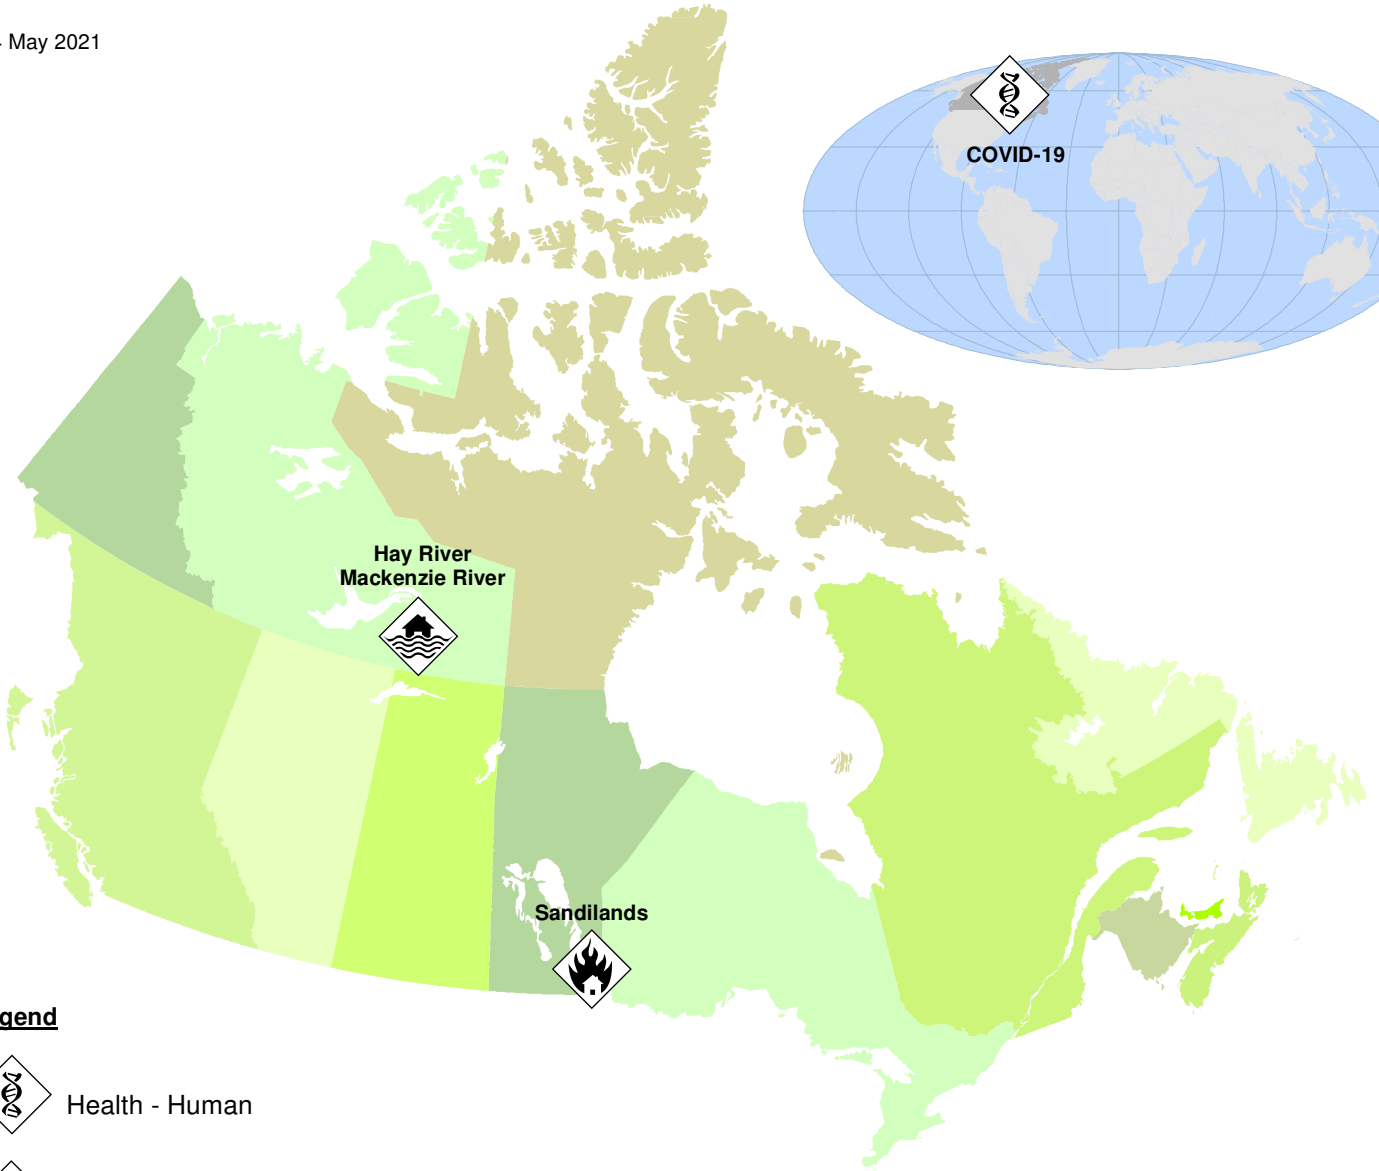 May 2021
COVID-19
Hay River
Mackenzie River
Sandilands
gend
Health - Human